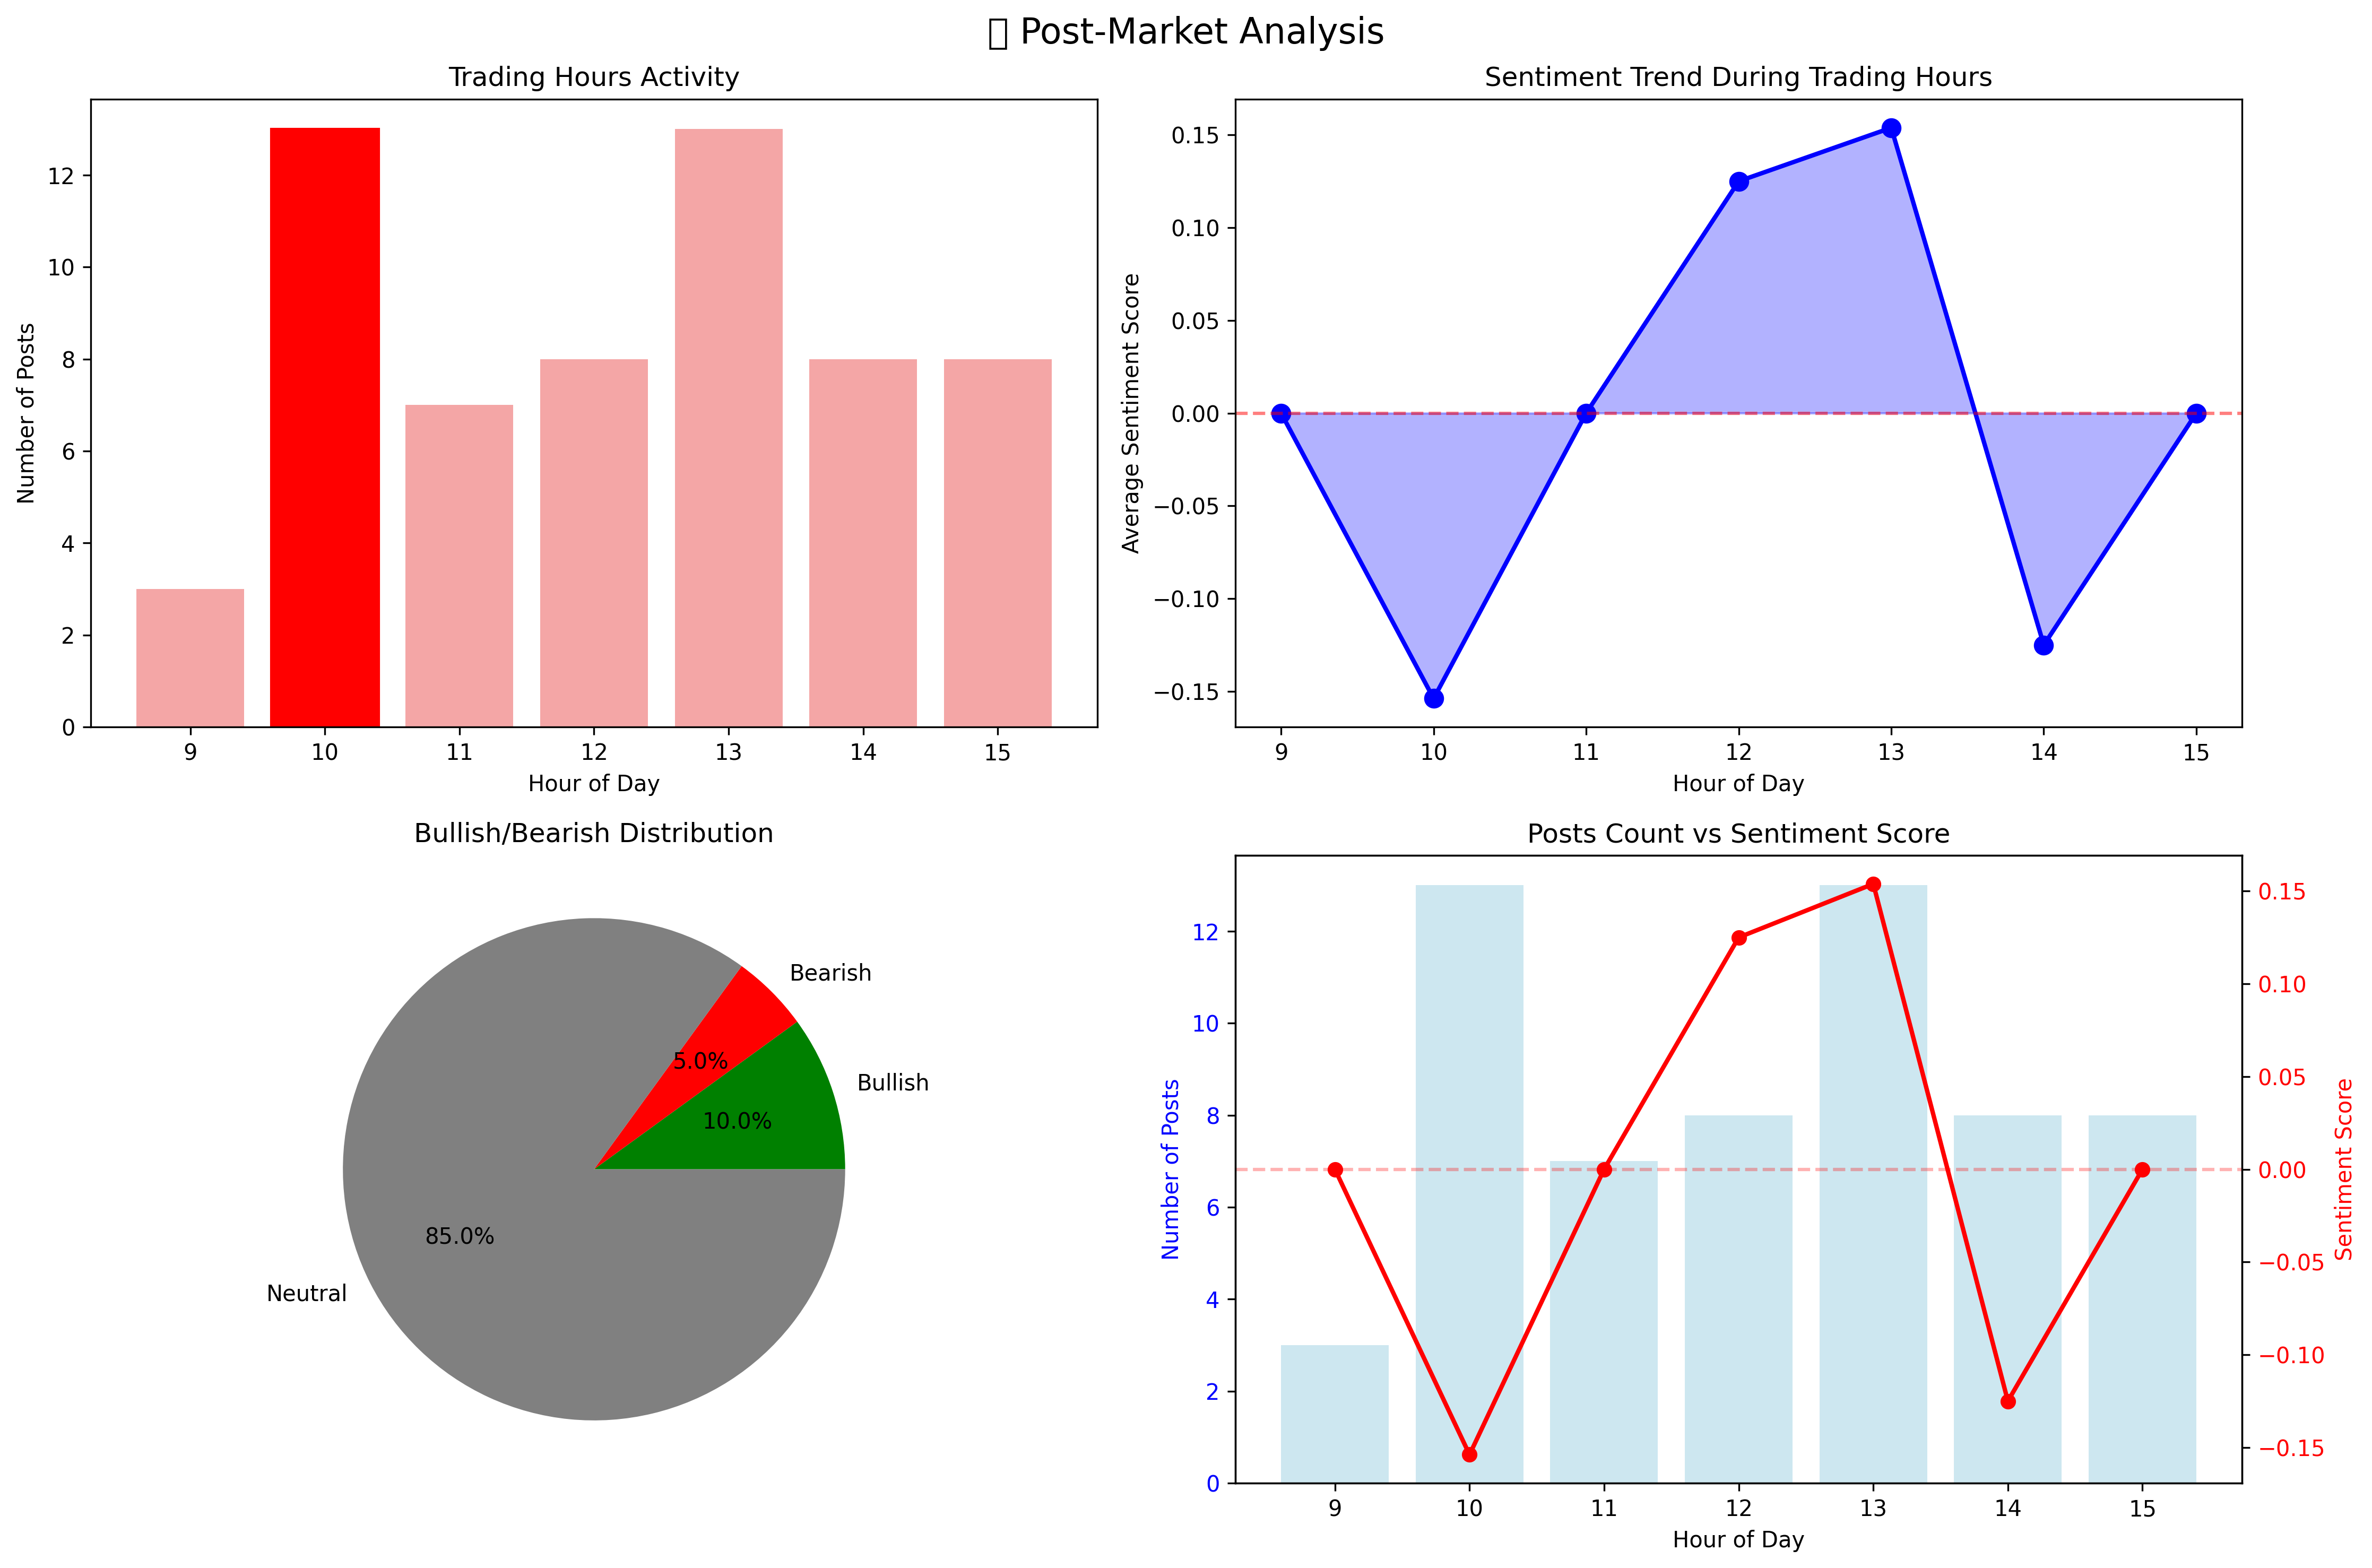 Post-Market Analysis
Trading Hours Activity
Number of Posts
12
10
8
6
4
2
0
9 10 11 12 13 14 15
Hour of Day
Sentiment Trend During Trading Hours
Average Sentiment Score
0.15
0.10
0.05
0.00
−0.05
−0.10
−0.15
9 10 11 12 13 14 15
Hour of Day
Bullish/Bearish Distribution
Bearish
5.0%
Bullish
10.0%
85.0%
Neutral
Posts Count vs Sentiment Score
Number of Posts
12
10
8
6
4
2
0
0.15
0.10
0.05
0.00
−0.05
−0.10
−0.15
Sentiment Score
9 10 11 12 13 14 15
Hour of Day